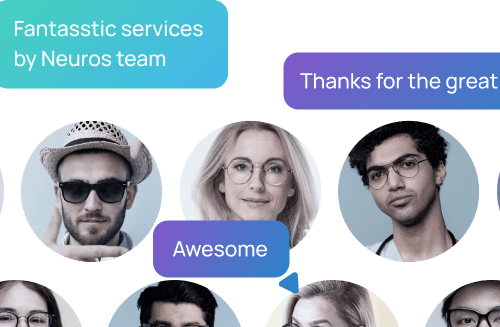 Fantasstic services
by Neuros team
Thanks for the great
Awesome